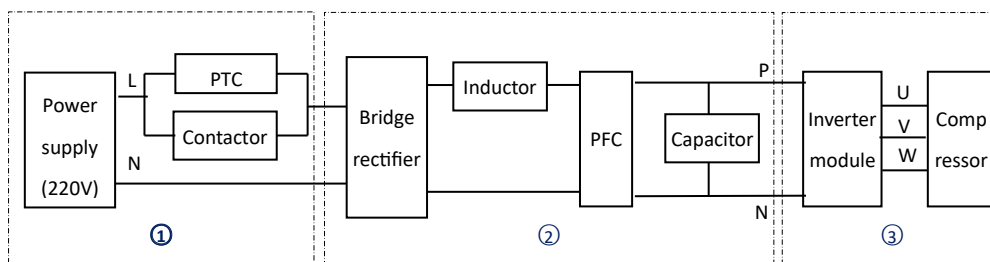 L
PTC
Power
supply
(220V)
Contactor
N
①
Bridge
rectifier
Inductor
PFC
Capacitor
P
N
②
Inverter
module
U
V
W
Comp
ressor
③